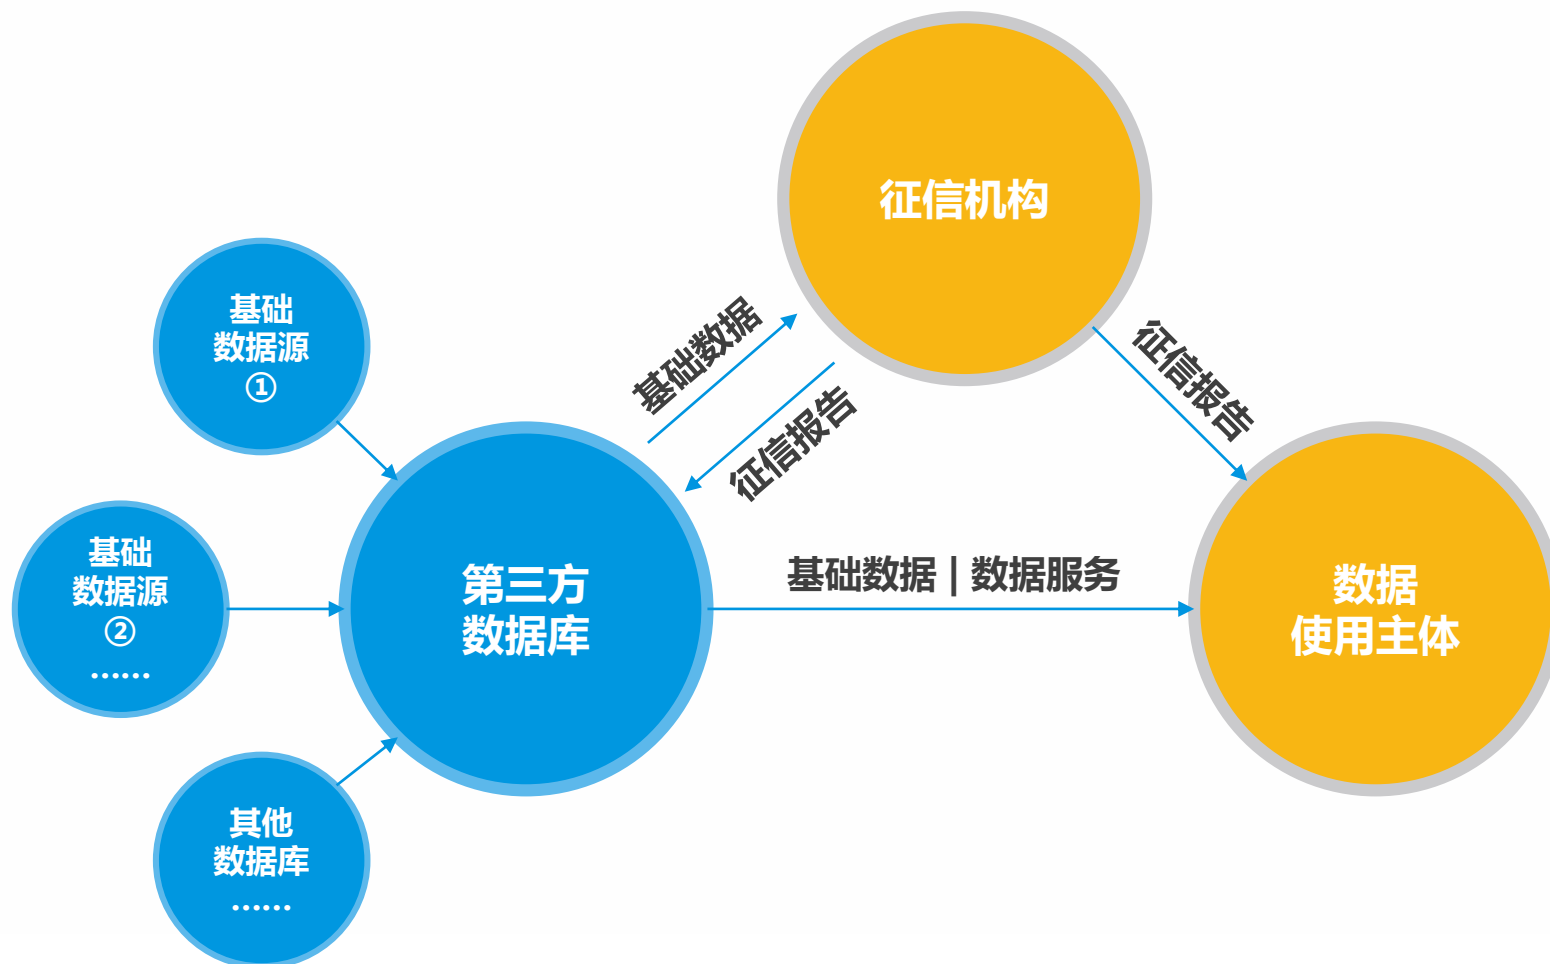 征信机构
基础
数据源
①
基础数据
征信报告
征信报告
基础
数据源
②
......
第三方
数据库
基础数据 | 数据服务
数据
使用主体
其他
数据库
......